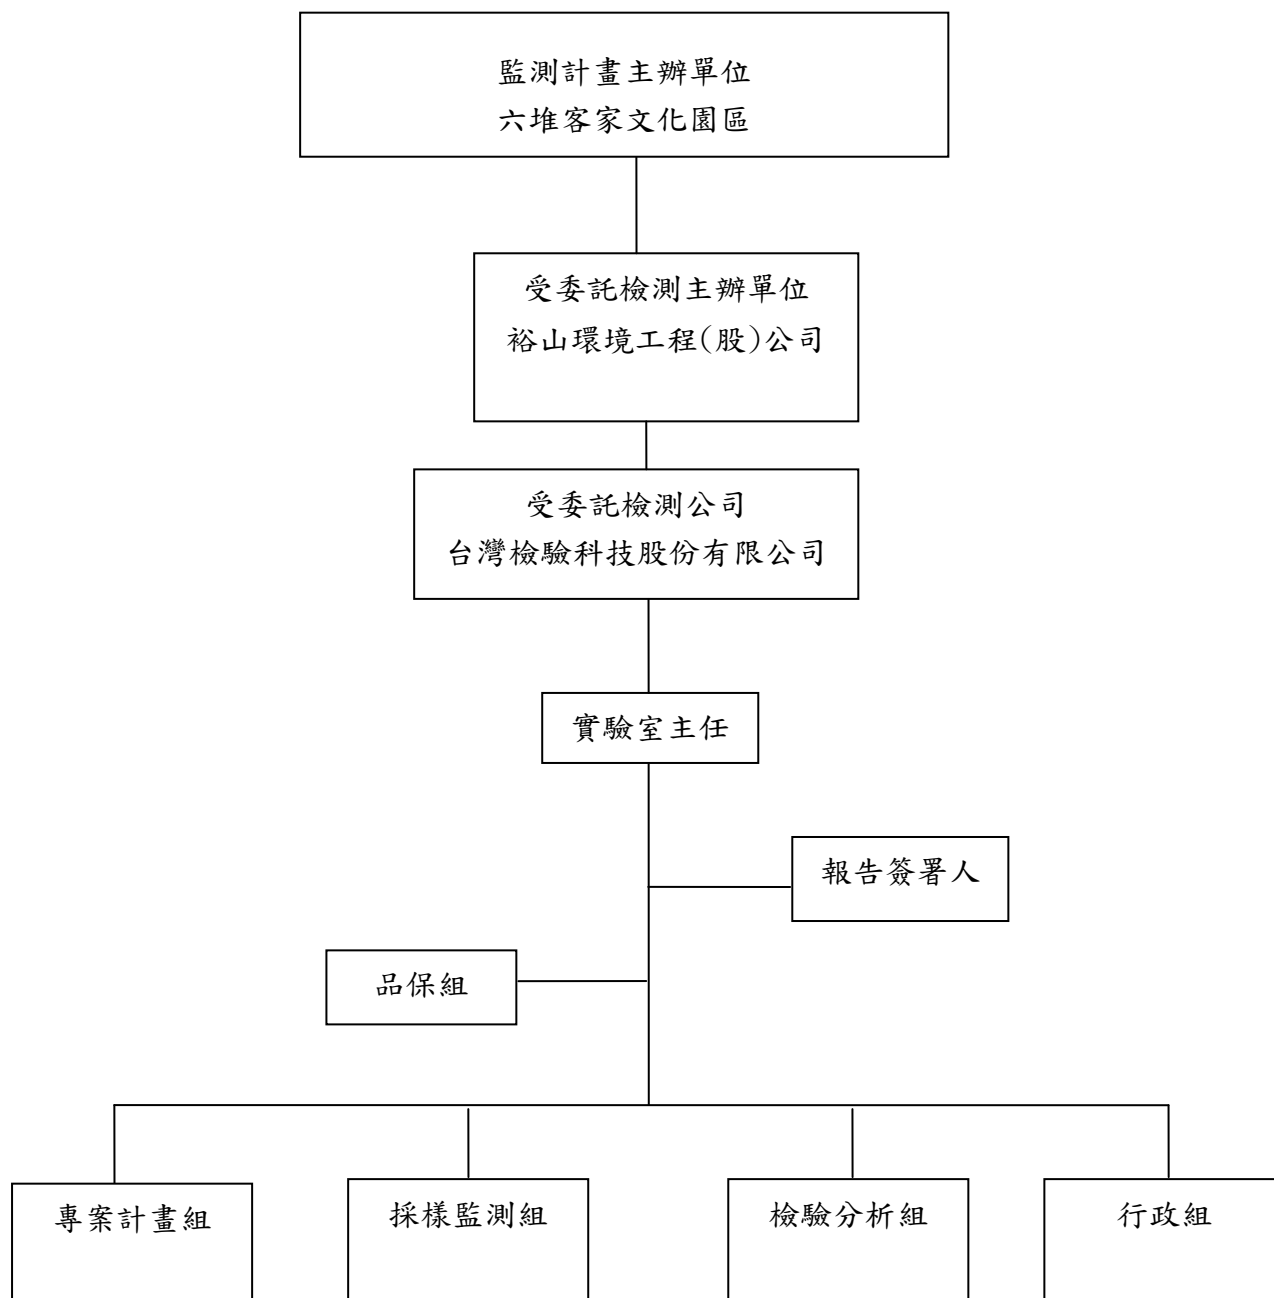 監測計畫主辦單位
六堆客家文化園區
受委託檢測主辦單位
裕山環境工程(股)公司
受委託檢測公司
台灣檢驗科技股份有限公司
實驗室主任
報告簽署人
品保組
專案計畫組
採樣監測組
檢驗分析組
行政組